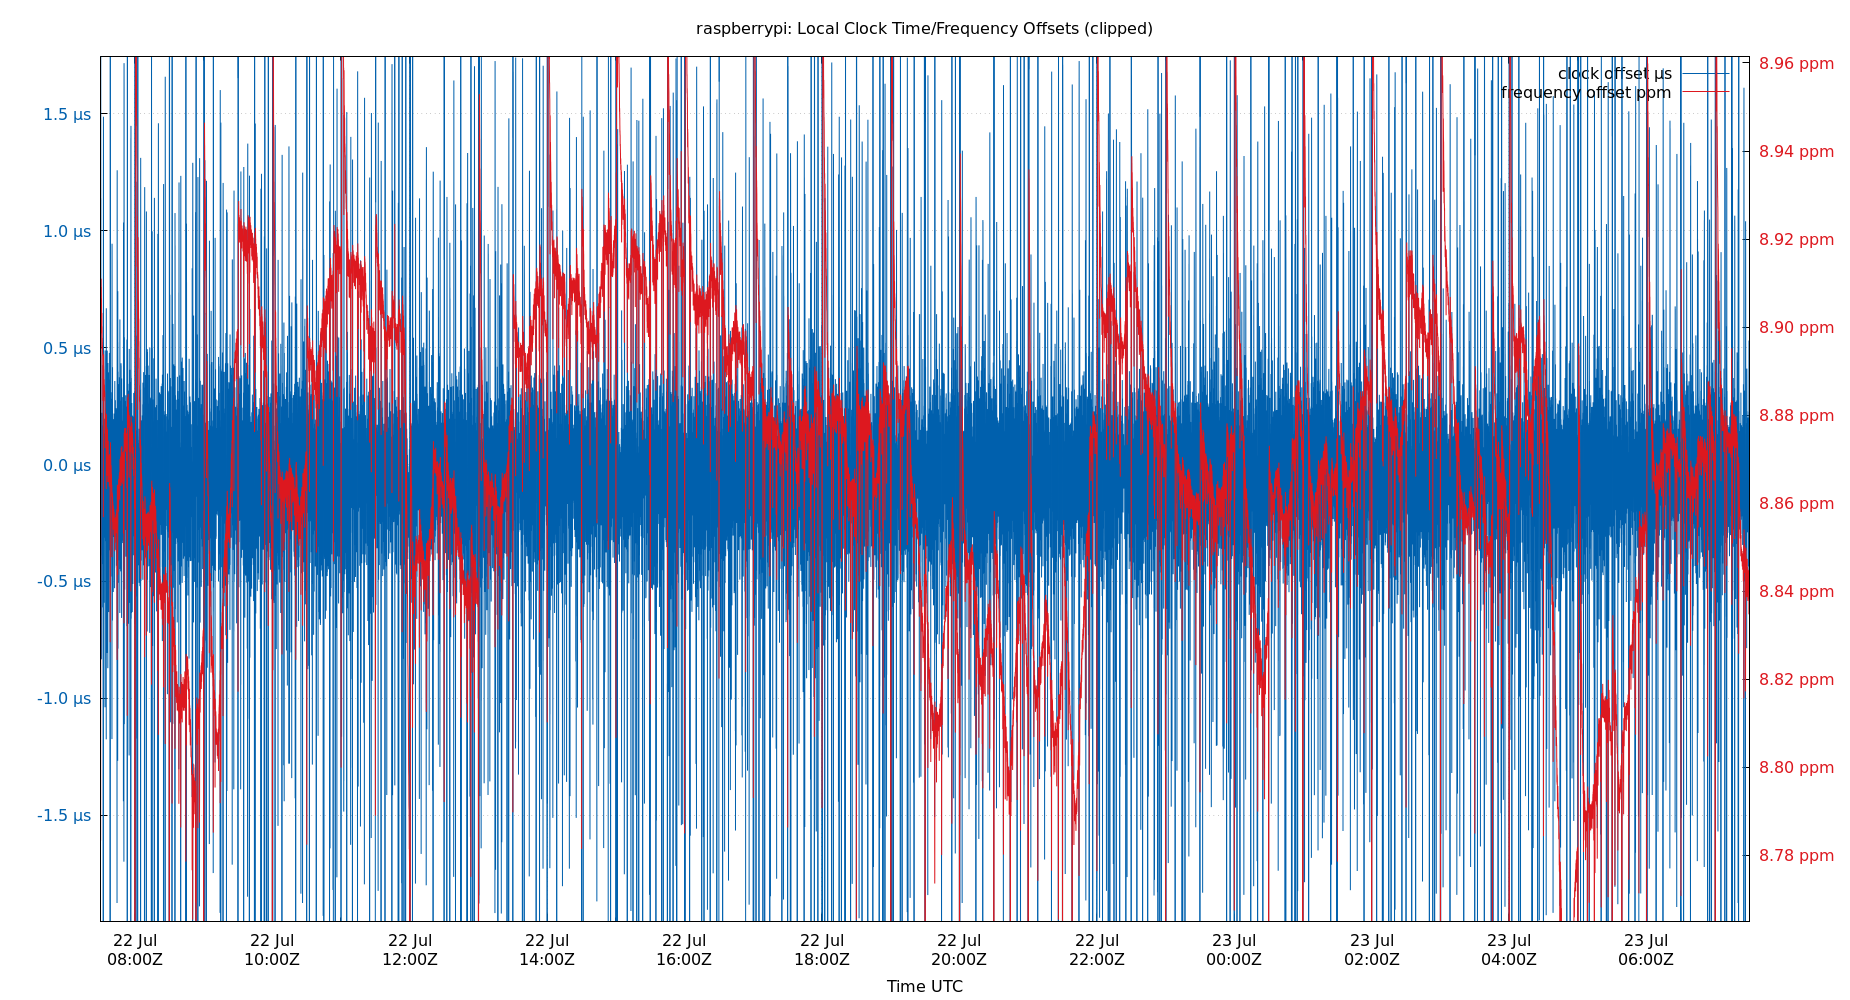 raspberrypi: Local Clock Time/Frequency Offsets (clipped)
clock offset µs
frequency offset ppm
1.5 µs
1.0 µs
0.5 µs
0.0 µs
-0.5 µs
-1.0 µs
-1.5 µs
8.96 ppm
8.94 ppm
8.92 ppm
8.90 ppm
8.88 ppm
8.86 ppm
8.84 ppm
8.82 ppm
8.80 ppm
8.78 ppm
22 Jul 22 Jul 22 Jul 22 Jul 22 Jul 22 Jul 22 Jul 22 Jul 23 Jul 23 Jul 23 Jul 23 Jul
08:00Z 10:00Z 12:00Z 14:00Z 16:00Z 18:00Z 20:00Z 22:00Z 00:00Z 02:00Z 04:00Z 06:00Z
Time UTC